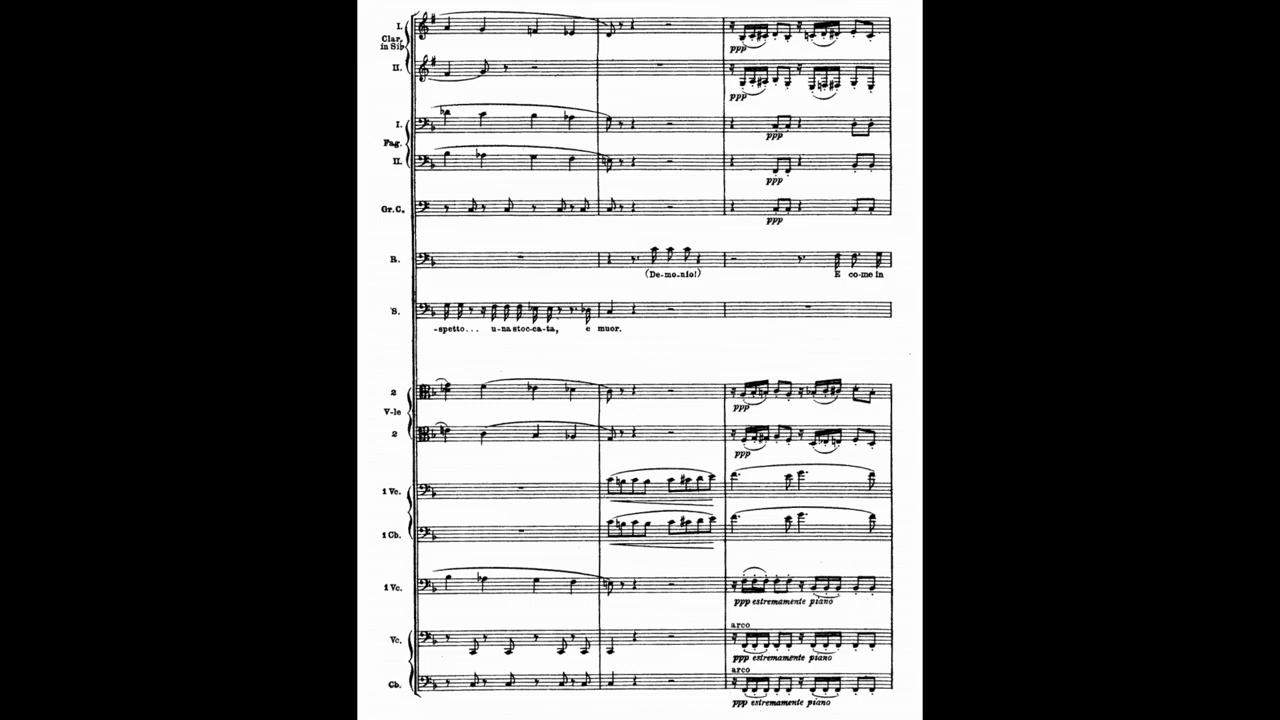 I.
Clar.
in Sib
II.
ppp
ppp
I.
Fag.
II.
ppp
ppp
Gr. C.
ppp
R.
(De-mo-nio!) E co-me in
S.
-spetto... u-na stoc-ca-ta, e muor.
2
V-le
2
ppp
ppp
1 Vc.
1 Cb.
1 Vc.
ppp estremamente piano
arco
Vc.
ppp estremamente piano
arco
Cb.
ppp estremamente piano